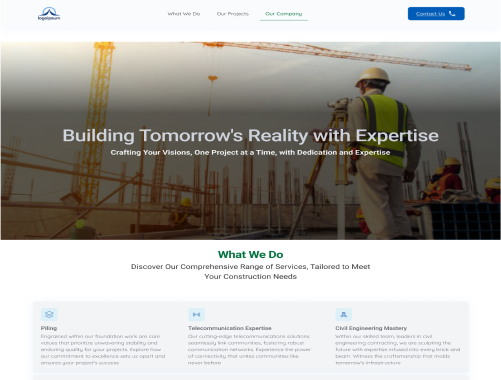 logoipsum
What We Do
Our Projects
Our Company
Contact Us
Building Tomorrow's Reality with Expertise
Crafting Your Visions, One Project at a Time, with Dedication and Expertise
What We Do
Discover Our Comprehensive Range of Services, Tailored to Meet
Your Construction Needs
Piling
Engrained within our foundation work are core
values that prioritize unwavering stability and
enduring quality for your projects. Explore how
our commitment to excellence sets us apart and
ensures your project's success
Telecommunication Expertise
Our cutting-edge telecommunications solutions
seamlessly link communities, fostering robust
communication networks. Experience the power
of connectivity that unites communities like
never before
Civil Engineering Mastery
Within our skilled team, leaders in civil
engineering contracting, we are sculpting the
future with expertise infused into every brick and
beam. Witness the craftsmanship that molds
tomorrow's infrastructure